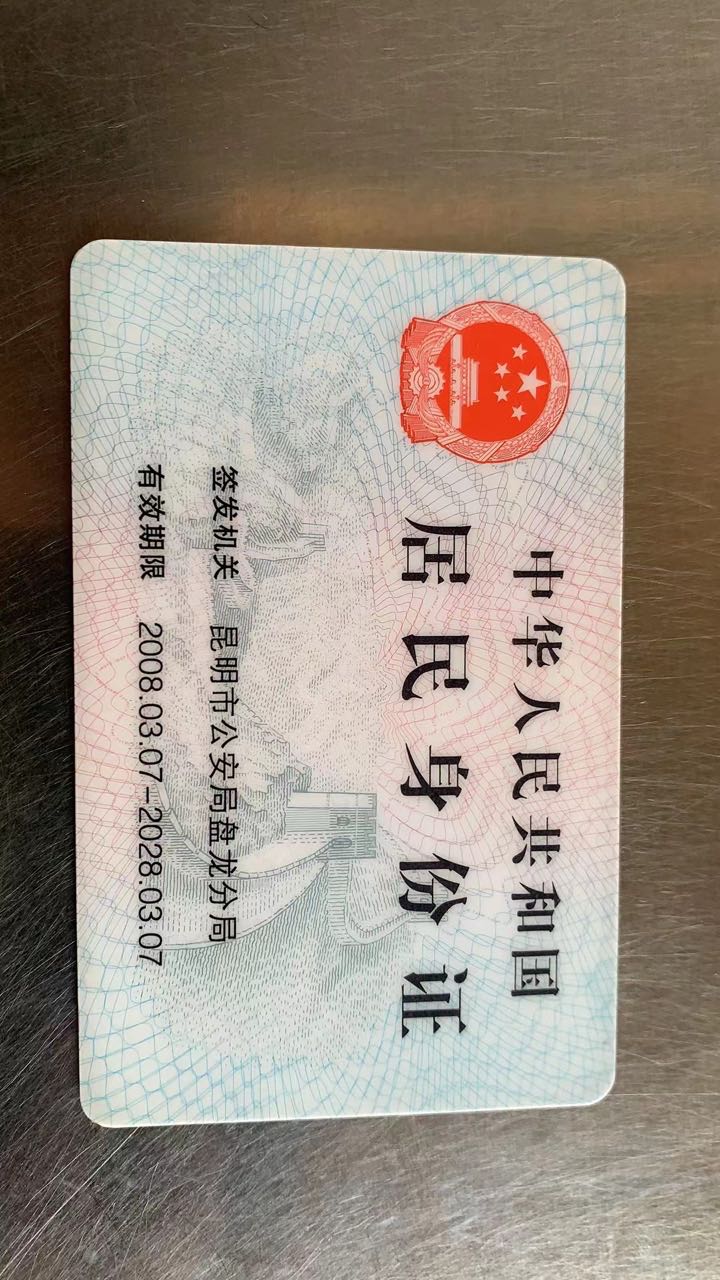 中华人民共和国
居民身份证
签发机关 昆明市公安局盘龙分局
有效期限 2008.03.07-2028.03.07